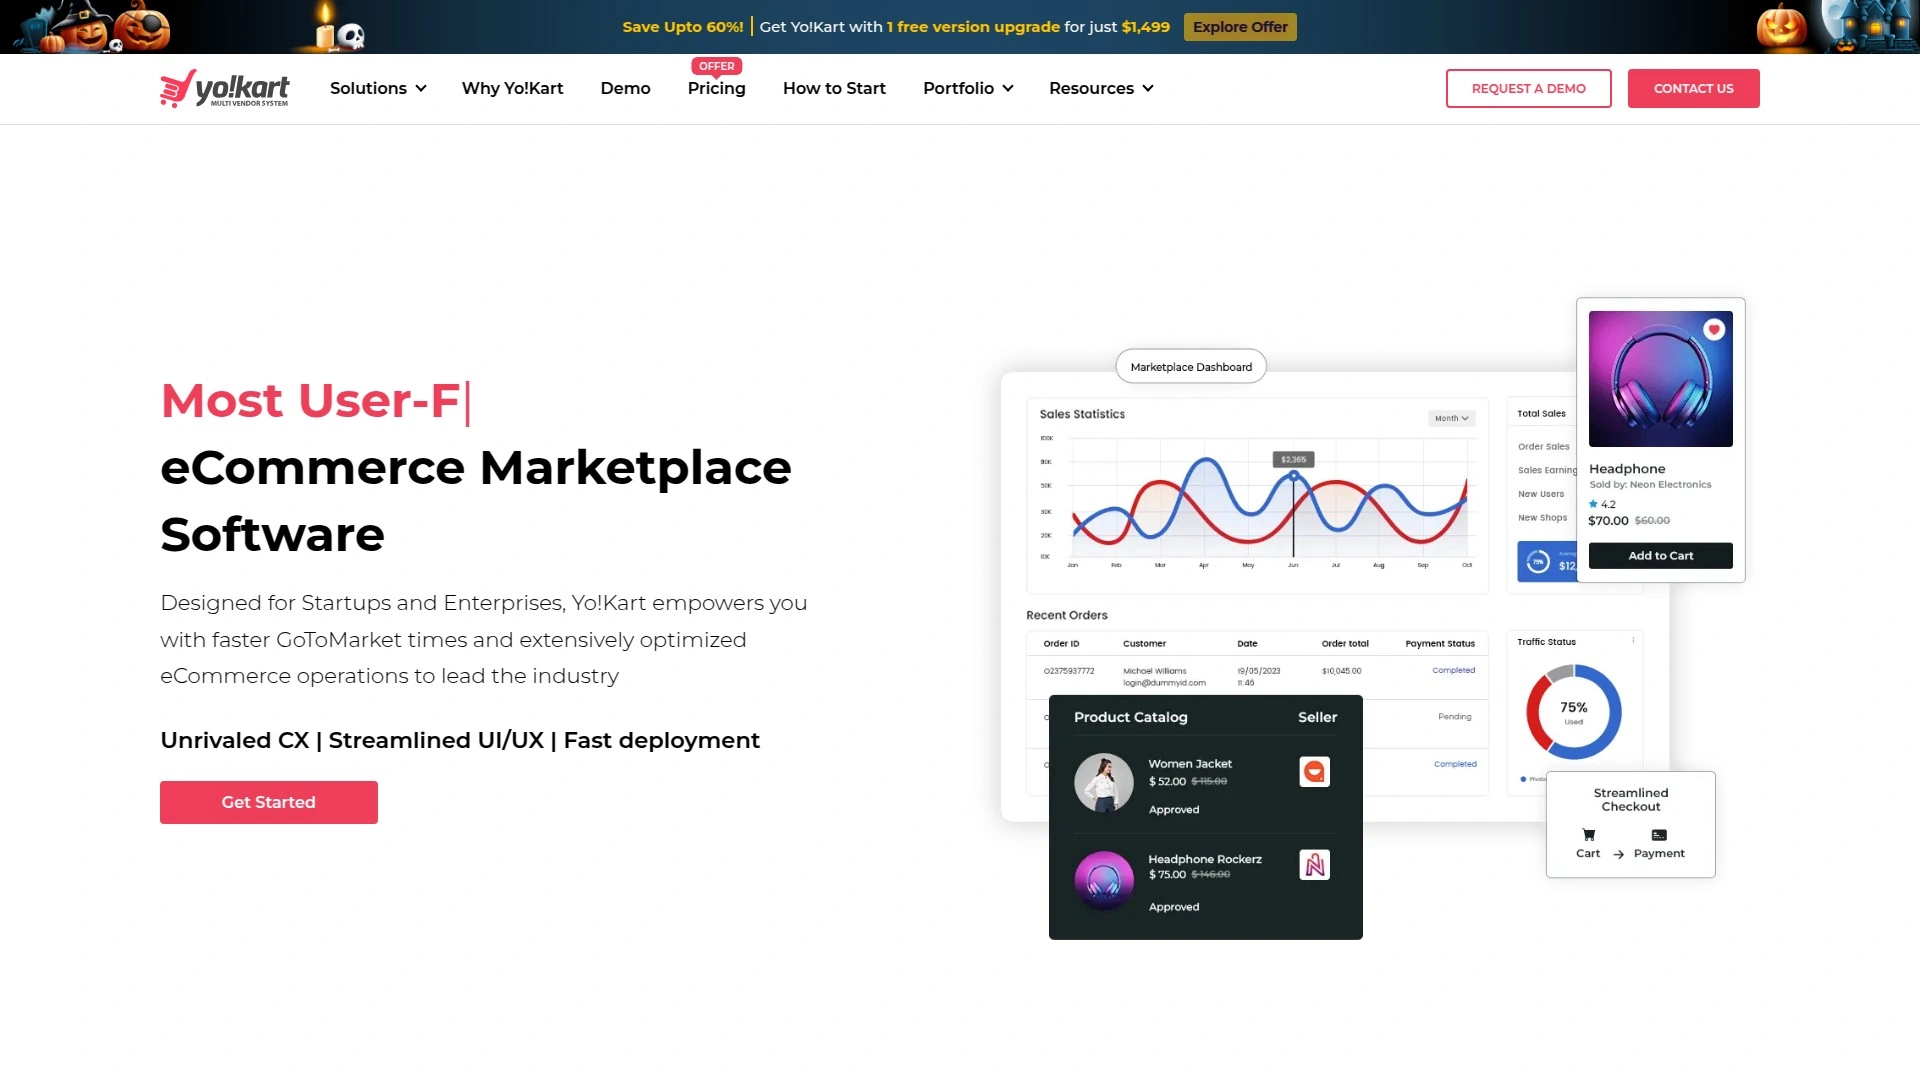 Save Upto 60%! | Get Yo!Kart with 1 free version upgrade for just $1,499 Explore Offer
yo!kart
MULTI VENDOR SYSTEM
Solutions Why Yo!Kart Demo Pricing How to Start Portfolio Resources
OFFER
REQUEST A DEMO CONTACT US
Most User-F|
eCommerce Marketplace
Software
Designed for Startups and Enterprises, Yo!Kart empowers you
with faster GoToMarket times and extensively optimized
eCommerce operations to lead the industry
Unrivaled CX | Streamlined UI/UX | Fast deployment
Get Started
Marketplace Dashboard
Sales Statistics
Month
100K
80K
50K
30K
20K
10K
$2,365
Jan Feb Mar Apr May Jun Jul Aug Sep Oct
Total Sales
Order Sales
Sales Earning
New Users
New Shops
75%
$12,
Headphone
Sold by: Neon Electronics
4.2
$70.00 $60.00
Add to Cart
Recent Orders
Order ID Customer Date Order total Payment Status
O2375937772 Michael Williams 19/05/2023 $10,045.00 Completed
login@dummyid.com 11:46
Pending
Completed
Product Catalog Seller
Women Jacket
$ 52.00 $ 115.00
Approved
Headphone Rockerz
$ 75.00 $ 146.00
Approved
Traffic Status
75%
Used
Streamlined
Checkout
Cart → Payment